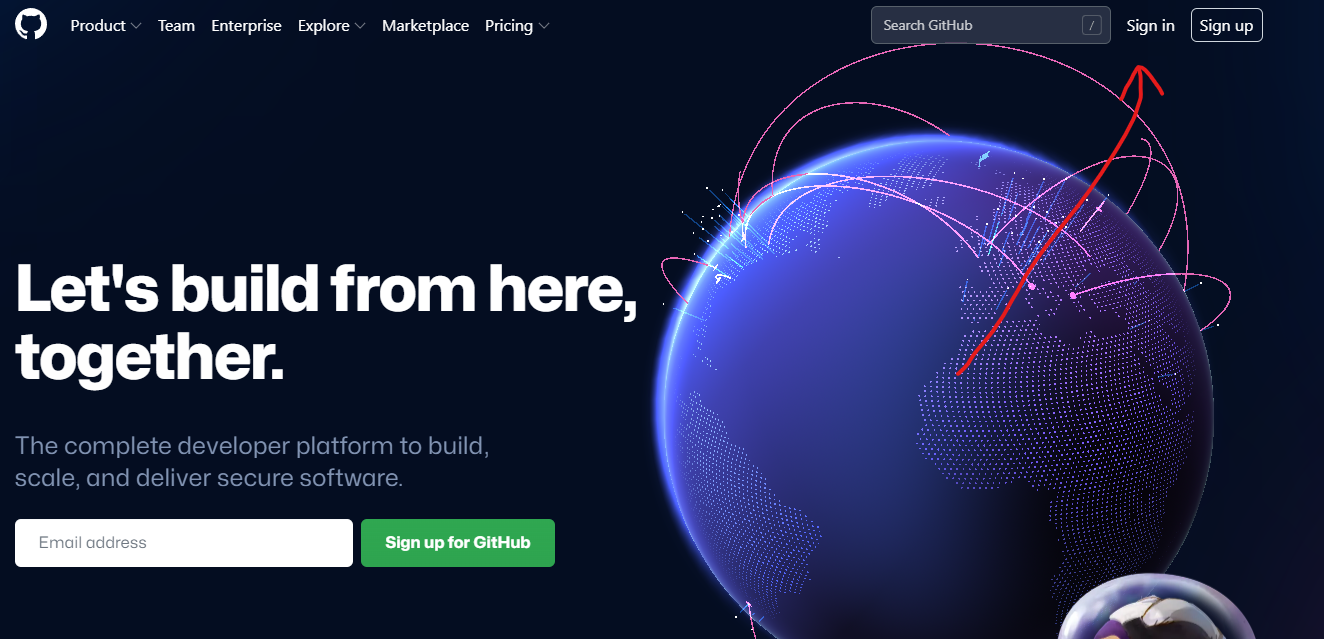 Product Team Enterprise Explore Marketplace Pricing Search GitHub / Sign in Sign up
Let's build from here,
together.
The complete developer platform to build,
scale, and deliver secure software.
Email address Sign up for GitHub